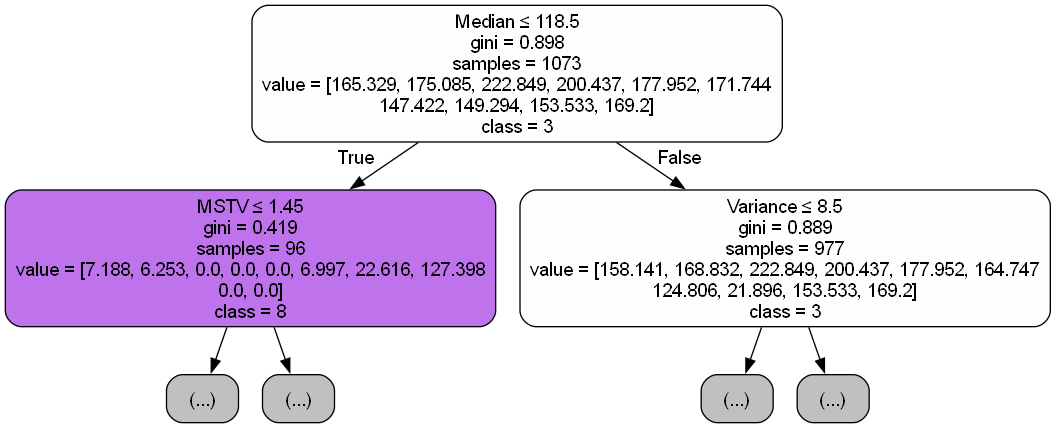 Median ≤ 118.5
gini = 0.898
samples = 1073
value = [165.329, 175.085, 222.849, 200.437, 177.952, 171.744
147.422, 149.294, 153.533, 169.2]
class = 3
True
False
MSTV ≤ 1.45
gini = 0.419
samples = 96
value = [7.188, 6.253, 0.0, 0.0, 0.0, 6.997, 22.616, 127.398
0.0, 0.0]
class = 8
Variance ≤ 8.5
gini = 0.889
samples = 977
value = [158.141, 168.832, 222.849, 200.437, 177.952, 164.747
124.806, 21.896, 153.533, 169.2]
class = 3
(...)
(...)
(...)
(...)